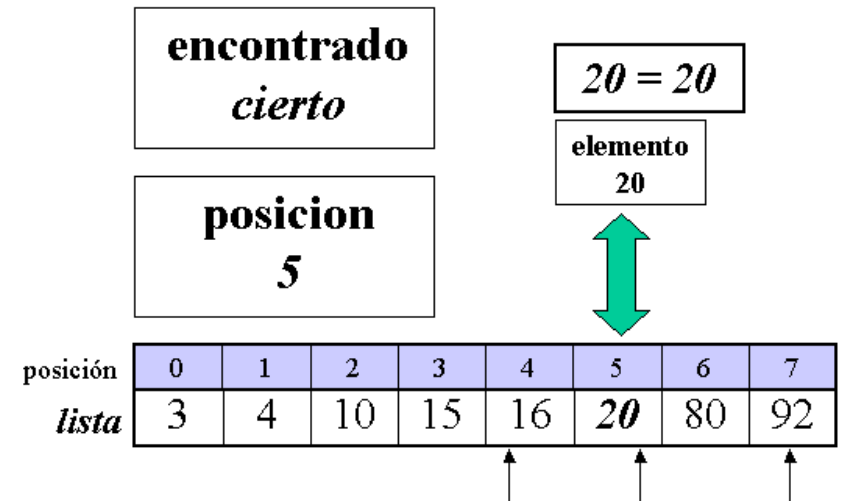 encontrado
cierto
20 = 20
elemento
20
posicion
5
posición 0 1 2 3 4 5 6 7
lista 3 4 10 15 16 20 80 92